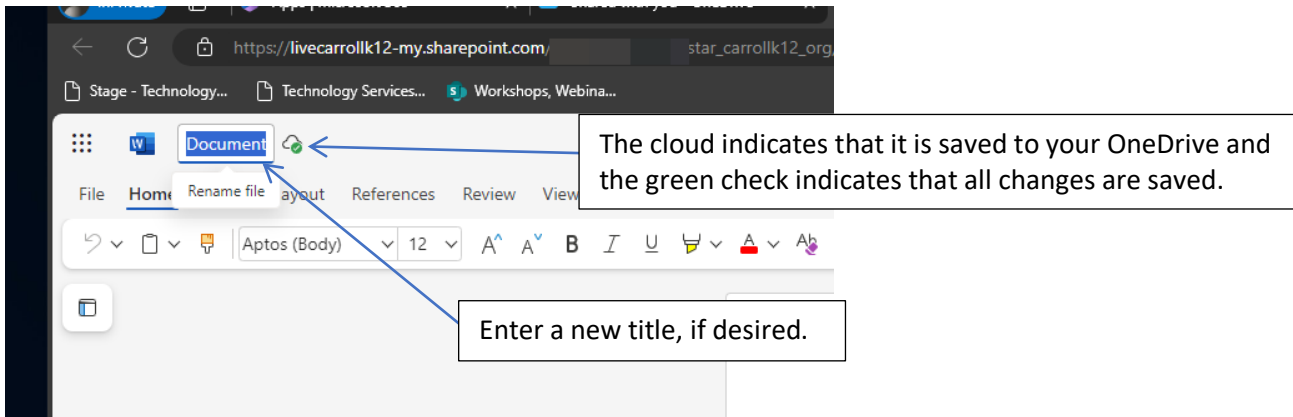 https://livecarrollk12-my.sharepoint.com/ star_carrollk12_org/
Stage - Technology... Technology Services... Workshops, Webina...
W Document
The cloud indicates that it is saved to your OneDrive and
the green check indicates that all changes are saved.
Rename file
File Home ayout References Review View
Aptos (Body) 12 A A B I U A
Enter a new title, if desired.